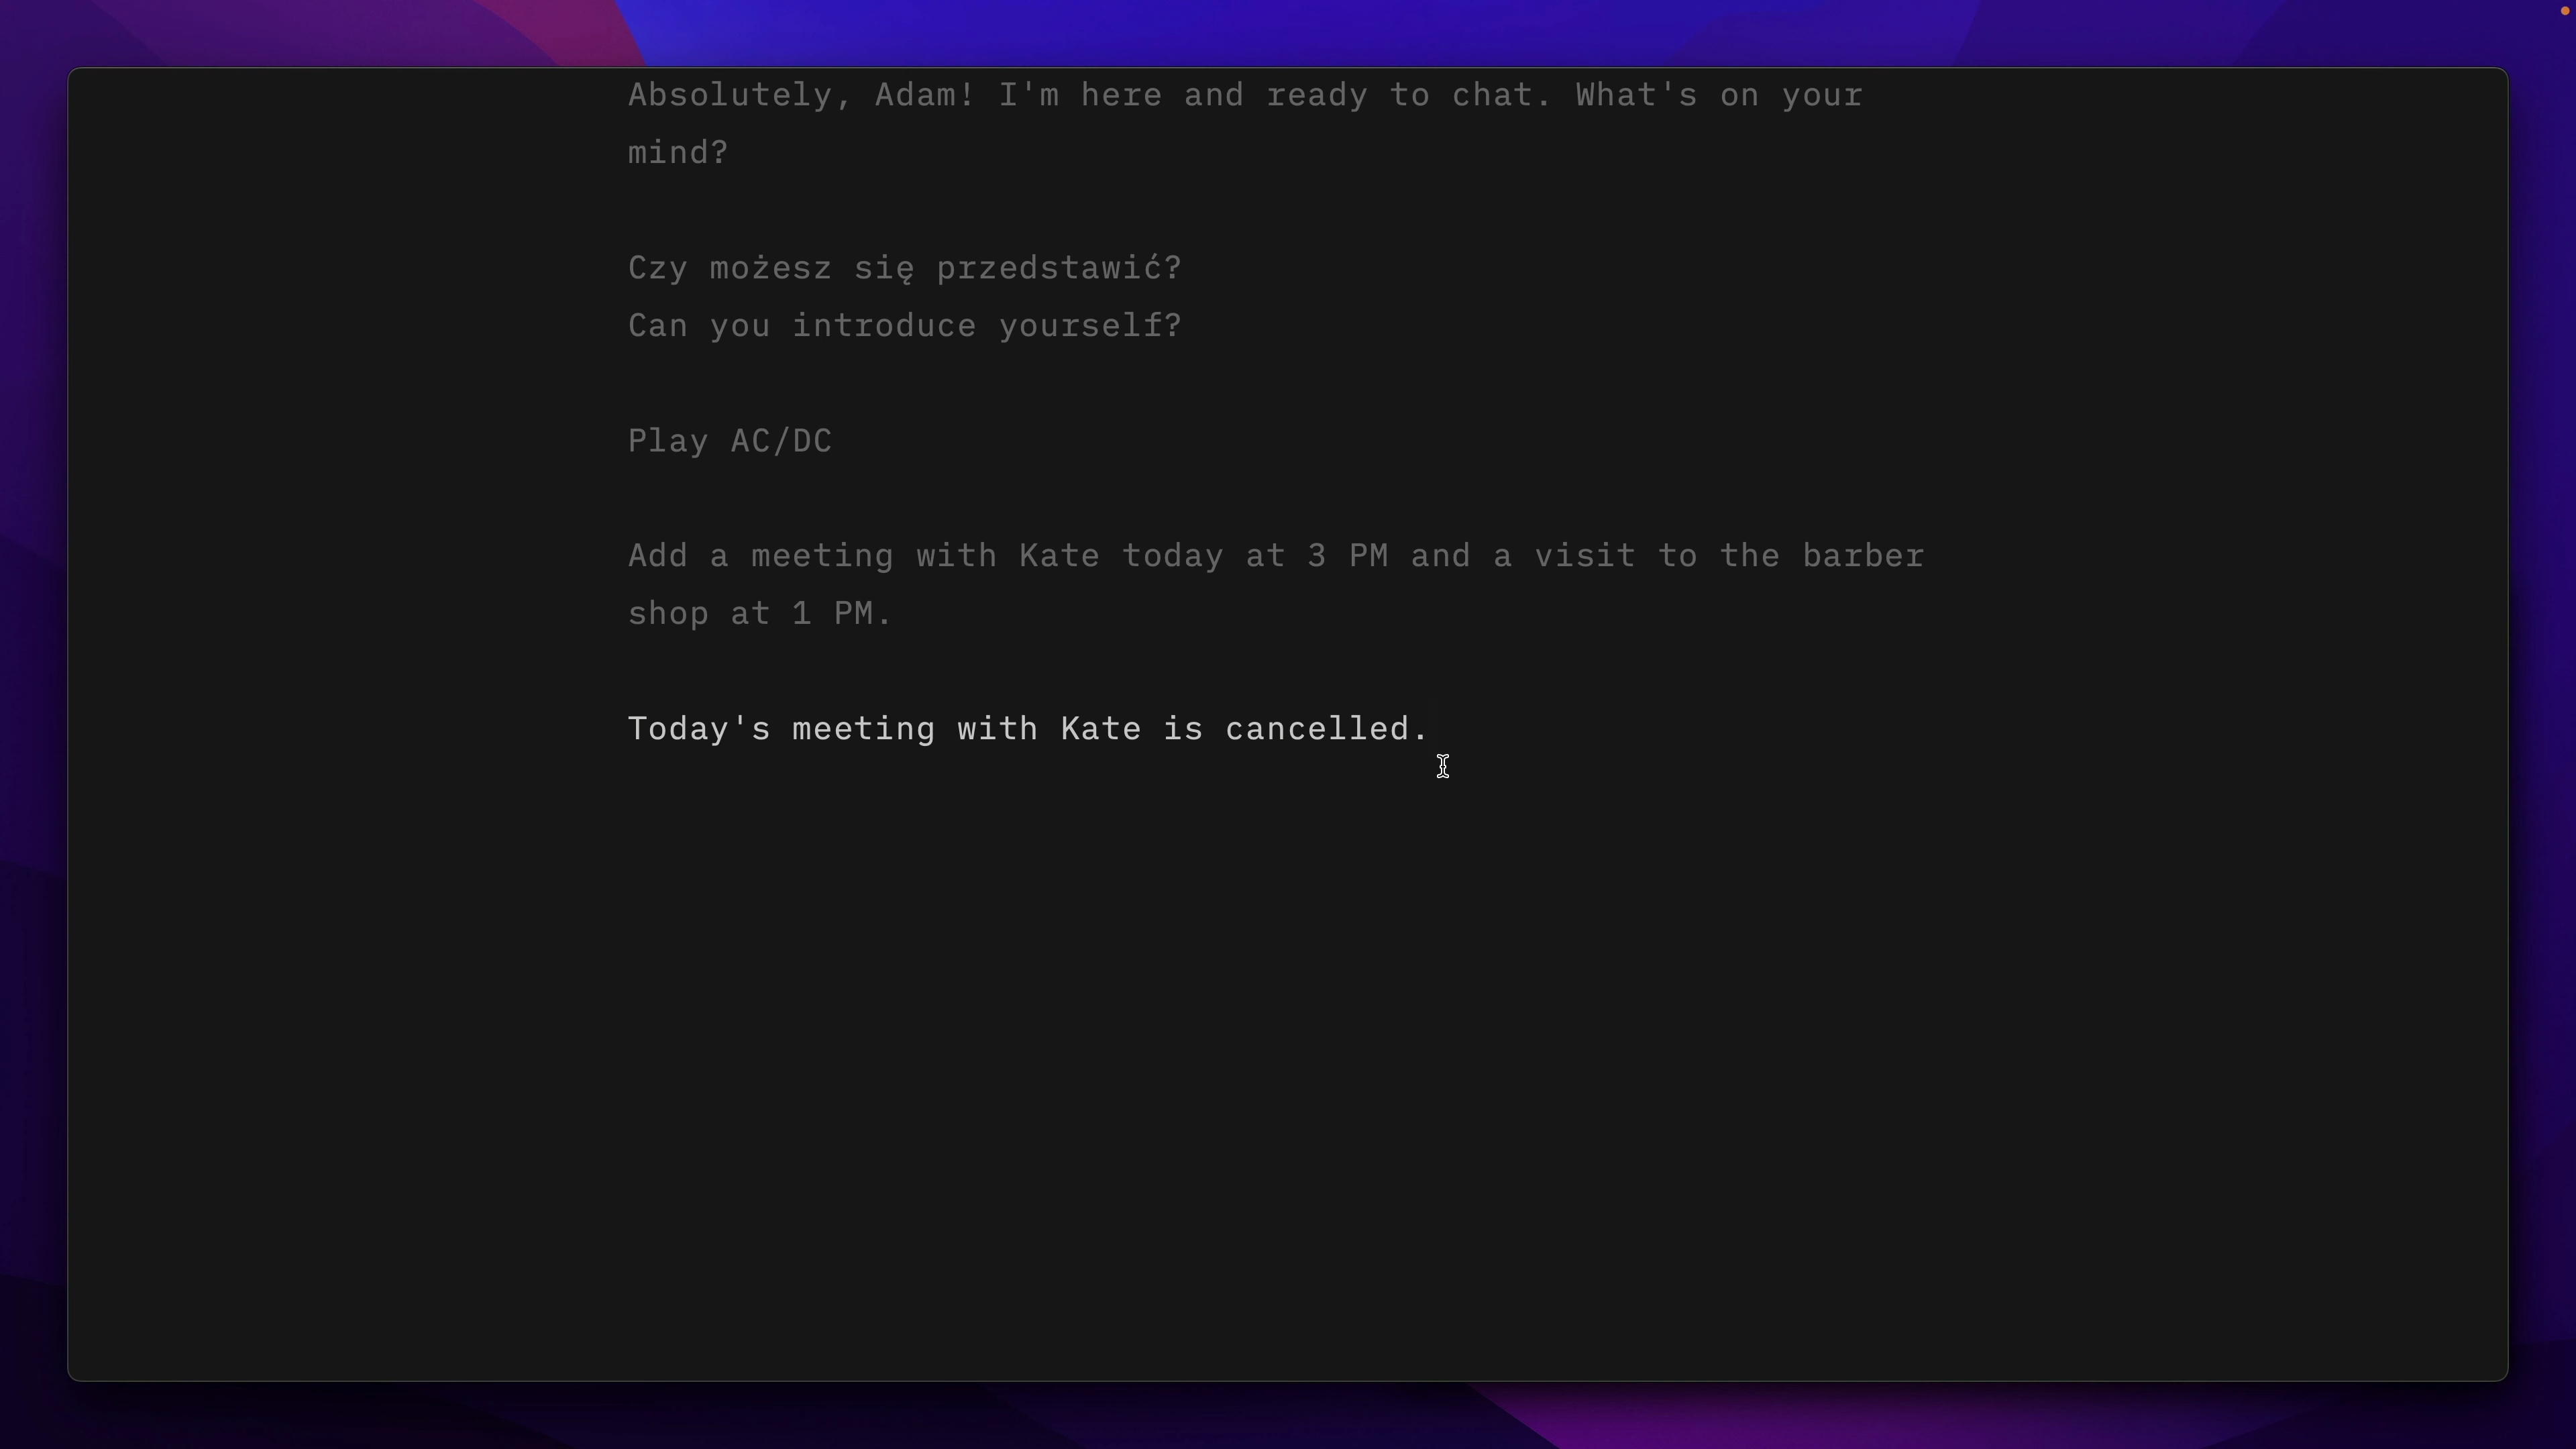 Absolutely, Adam! I'm here and ready to chat. What's on your
mind?
Czy możesz się przedstawić?
Can you introduce yourself?
Play AC/DC
Add a meeting with Kate today at 3 PM and a visit to the barber
shop at 1 PM.
Today's meeting with Kate is cancelled.